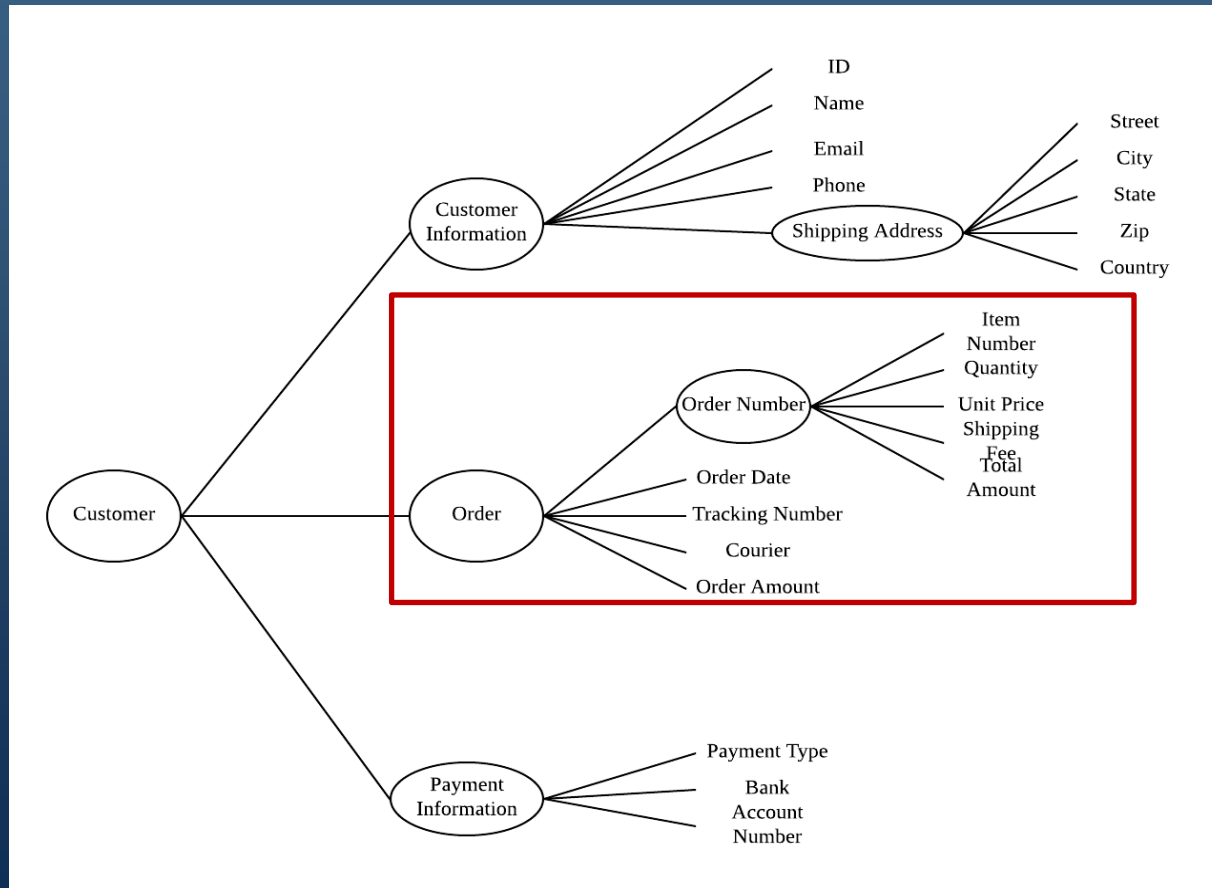 ID
Name
Email
Phone
Customer
Information
Shipping Address
Street
City
State
Zip
Country
Item
Number
Quantity
Unit Price
Shipping
Fee
Total
Amount
Order Number
Order Date
Tracking Number
Courier
Order Amount
Order
Customer
Payment
Information
Payment Type
Bank
Account
Number